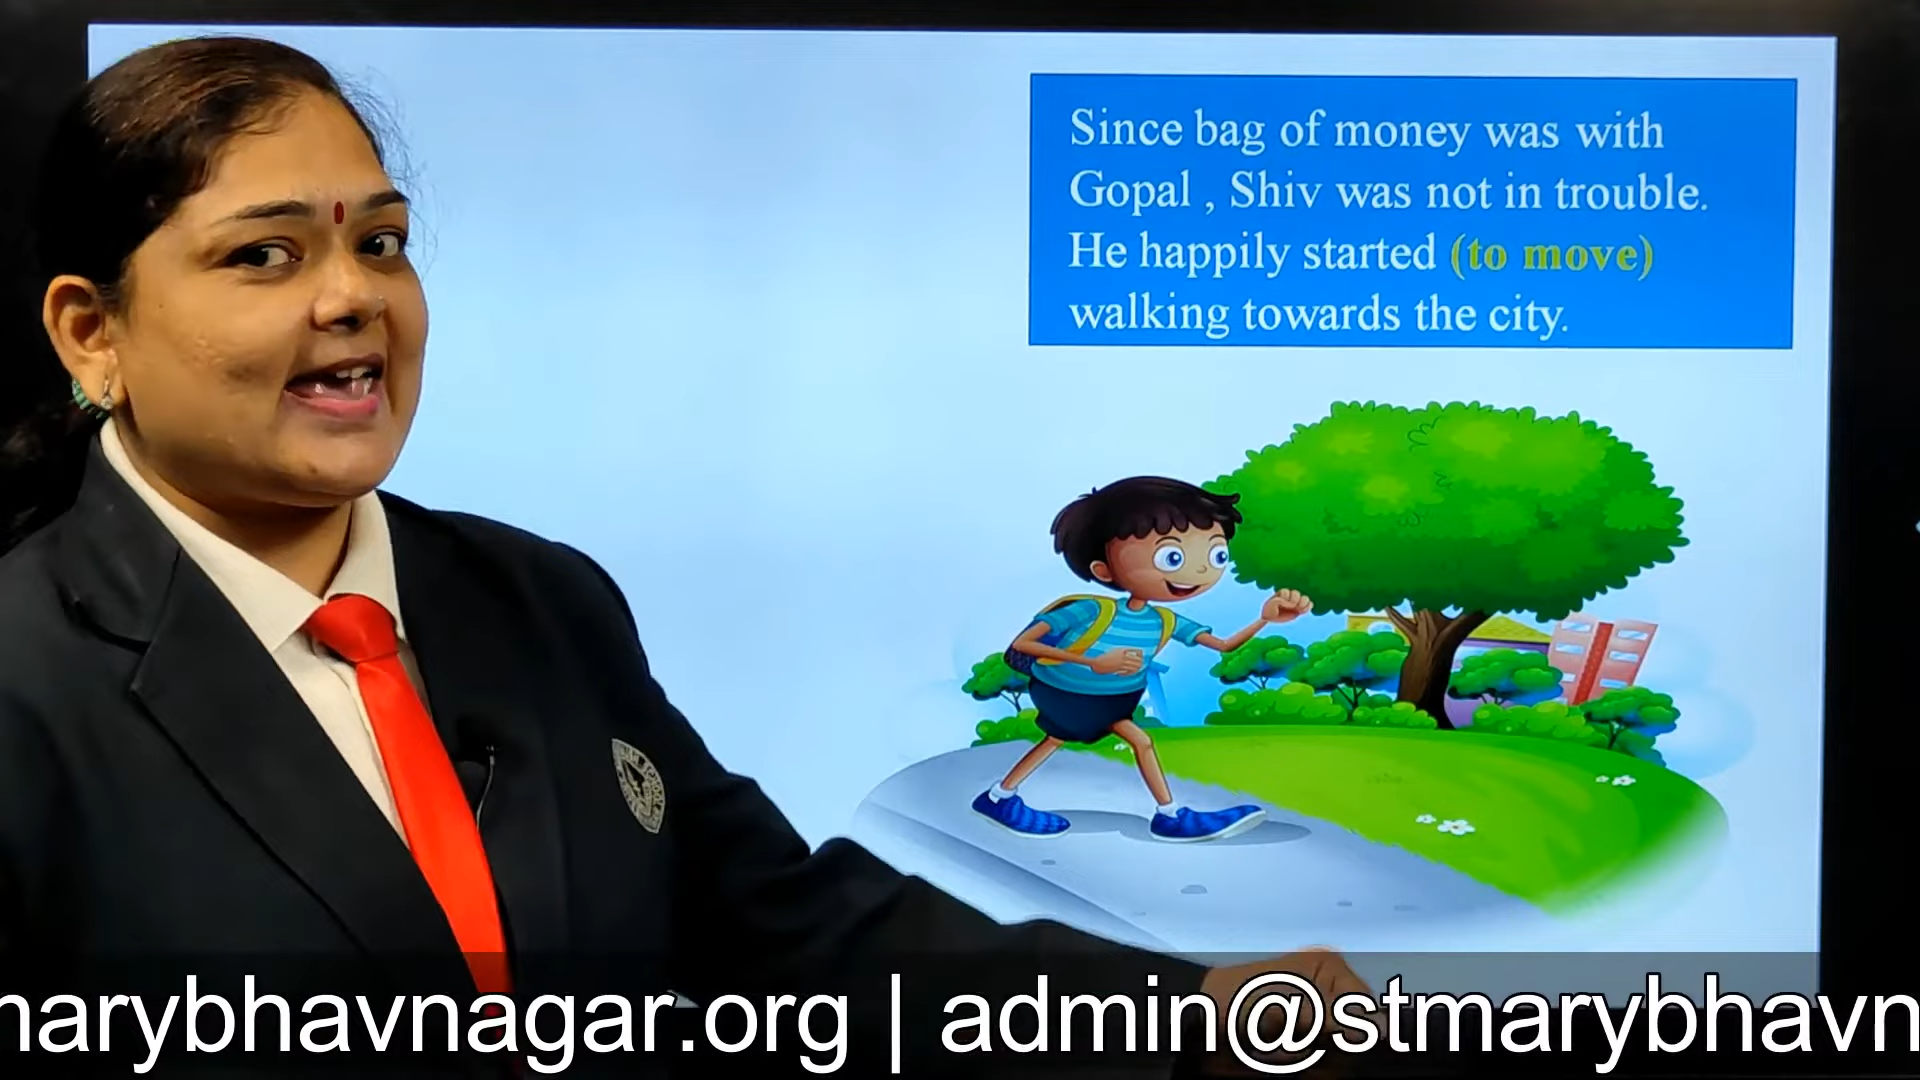 Since bag of money was with
Gopal , Shiv was not in trouble.
He happily started (to move)
walking towards the city.
marybhavnagar.org | admin@stmarybhavn